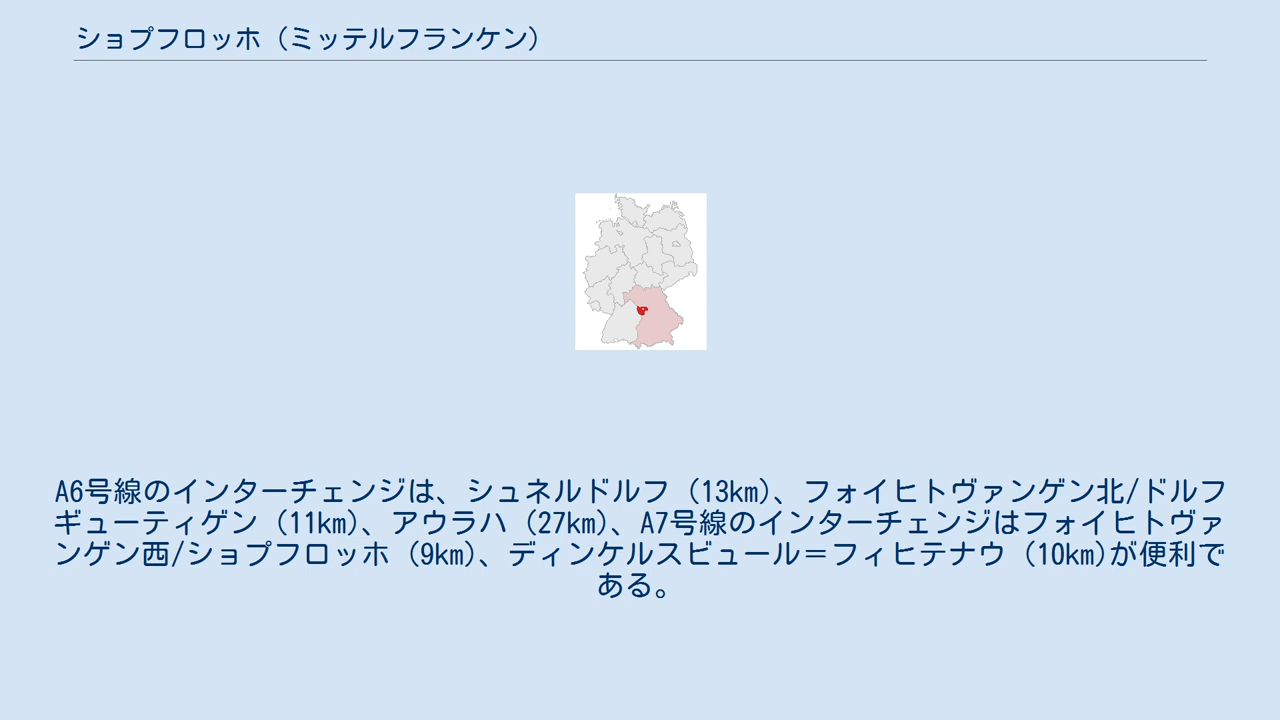 ショプフロッホ (ミッテルフランケン)
A6号線のインターチェンジは、シュネルドルフ (13km)、フォイヒトヴァンゲン北/ドルフ
ギューティゲン (11km)、アウラハ (27km)、A7号線のインターチェンジはフォイヒトヴァ
ンゲン西/ショプフロッホ (9km)、ディンケルスビュール＝フィヒテナウ (10km)が便利で
ある。